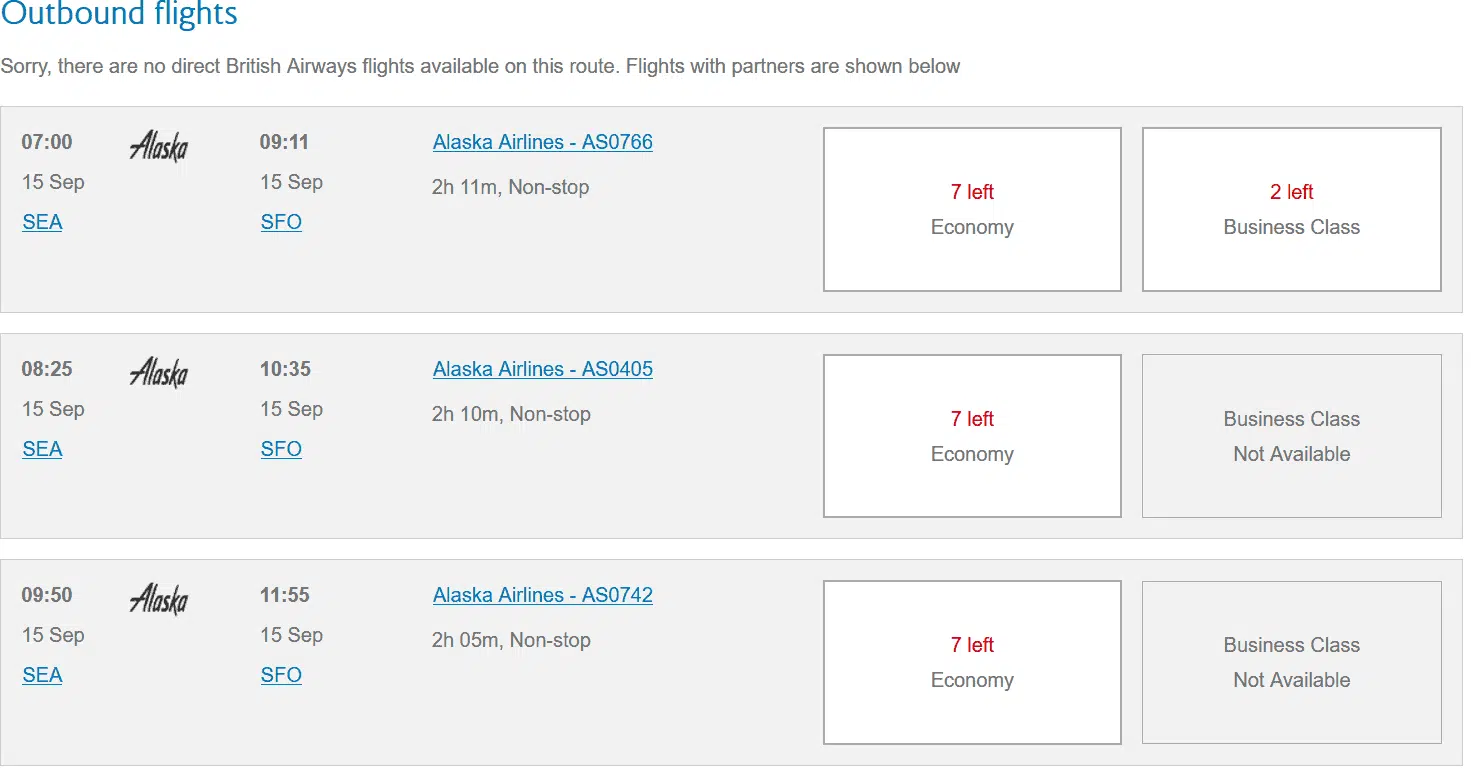 Outbound flights
Sorry, there are no direct British Airways flights available on this route. Flights with partners are shown below
07:00 Alaska 09:11 Alaska Airlines - AS0766
15 Sep 15 Sep 2h 11m, Non-stop
SEA SFO
7 left
Economy
2 left
Business Class
08:25 Alaska 10:35 Alaska Airlines - AS0405
15 Sep 15 Sep 2h 10m, Non-stop
SEA SFO
7 left
Economy
Business Class
Not Available
09:50 Alaska 11:55 Alaska Airlines - AS0742
15 Sep 15 Sep 2h 05m, Non-stop
SEA SFO
7 left
Economy
Business Class
Not Available